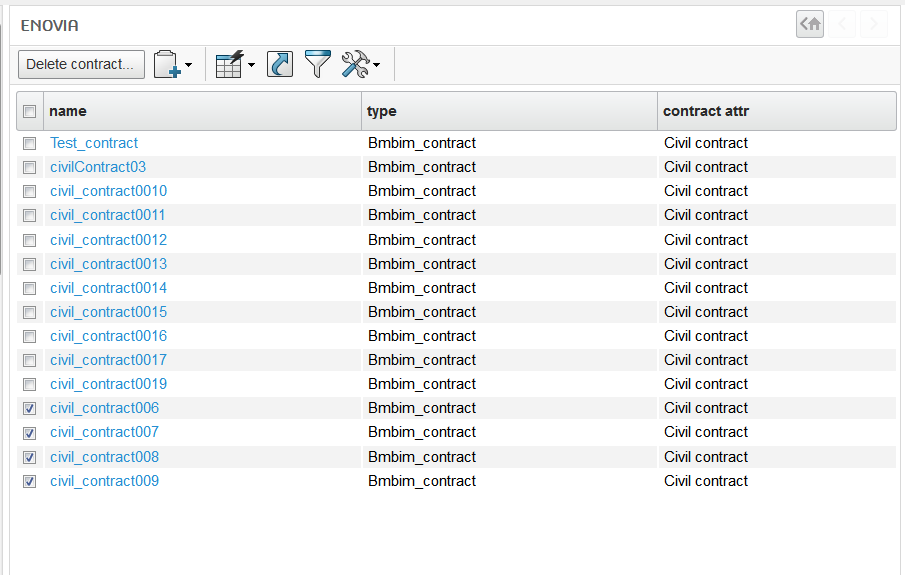 ENOVIA
Delete contract...
name type contract attr
Test_contract Bmbim_contract Civil contract
civilContract03 Bmbim_contract Civil contract
civil_contract0010 Bmbim_contract Civil contract
civil_contract0011 Bmbim_contract Civil contract
civil_contract0012 Bmbim_contract Civil contract
civil_contract0013 Bmbim_contract Civil contract
civil_contract0014 Bmbim_contract Civil contract
civil_contract0015 Bmbim_contract Civil contract
civil_contract0016 Bmbim_contract Civil contract
civil_contract0017 Bmbim_contract Civil contract
civil_contract0019 Bmbim_contract Civil contract
civil_contract006 Bmbim_contract Civil contract
civil_contract007 Bmbim_contract Civil contract
civil_contract008 Bmbim_contract Civil contract
civil_contract009 Bmbim_contract Civil contract